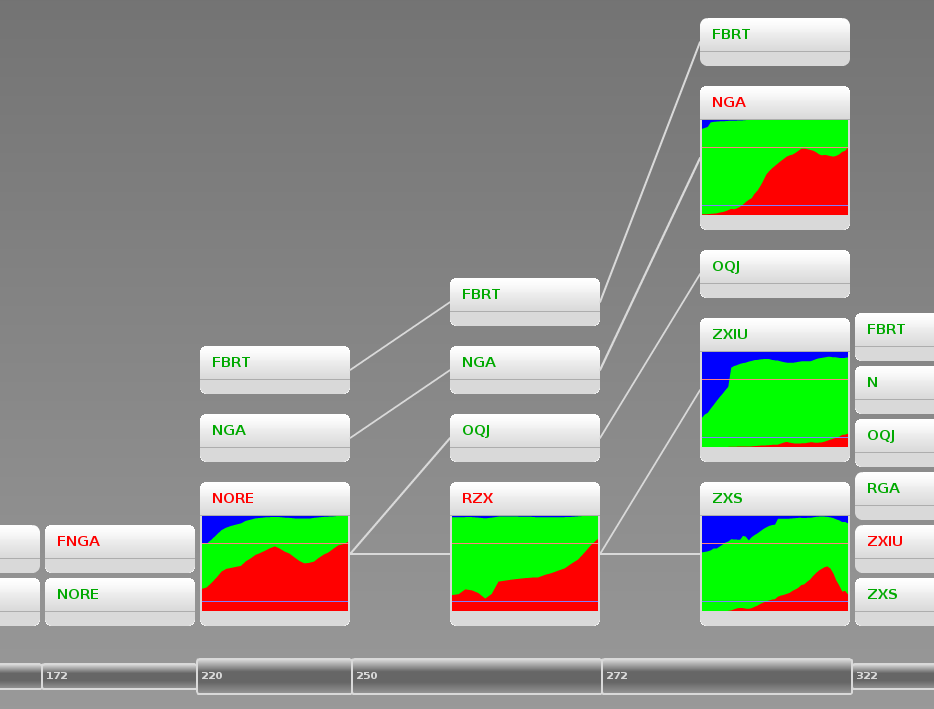 FBRT
NGA
OQJ
ZXIU
ZXS
FBRT
NGA
OQJ
RZX
FBRT
NGA
NORE
FNGA
NORE
FBRT
N
OQJ
RGA
ZXIU
ZXS
172
220
250
272
322